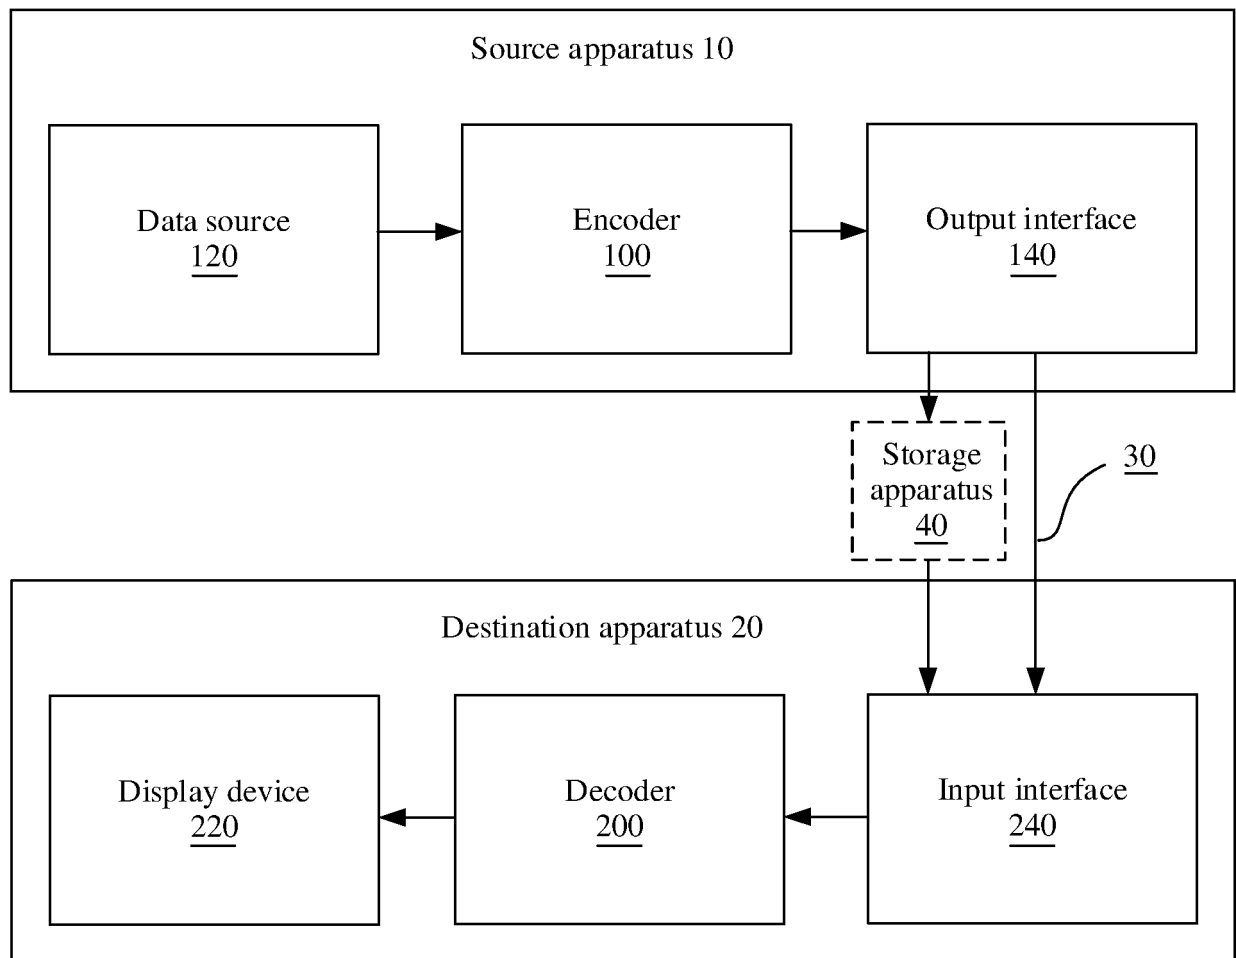 Source apparatus 10
Data source
120
Encoder
100
Output interface
140
Storage
apparatus
40
30
Destination apparatus 20
Display device
220
Decoder
200
Input interface
240